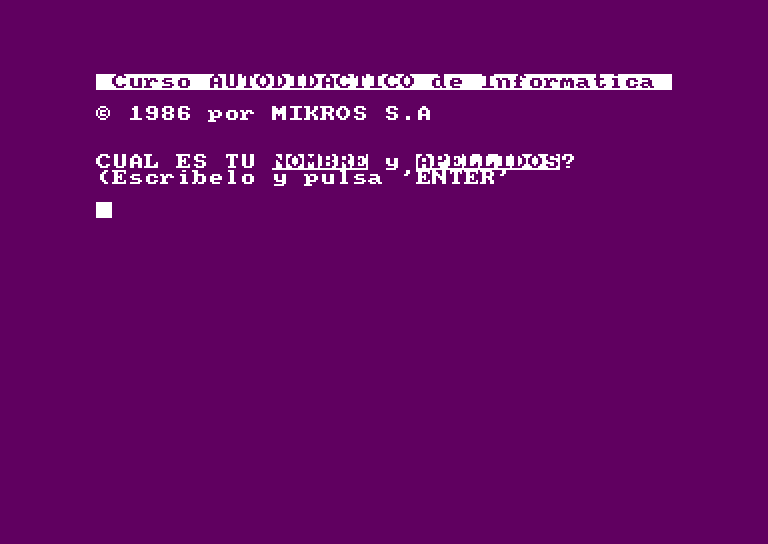 Curso AUTODIDACTICO de Informatica
© 1986 por MIKROS S.A
CUAL ES TU NOMBRE y APELLIDOS?
(Escribelo y pulsa 'ENTER'